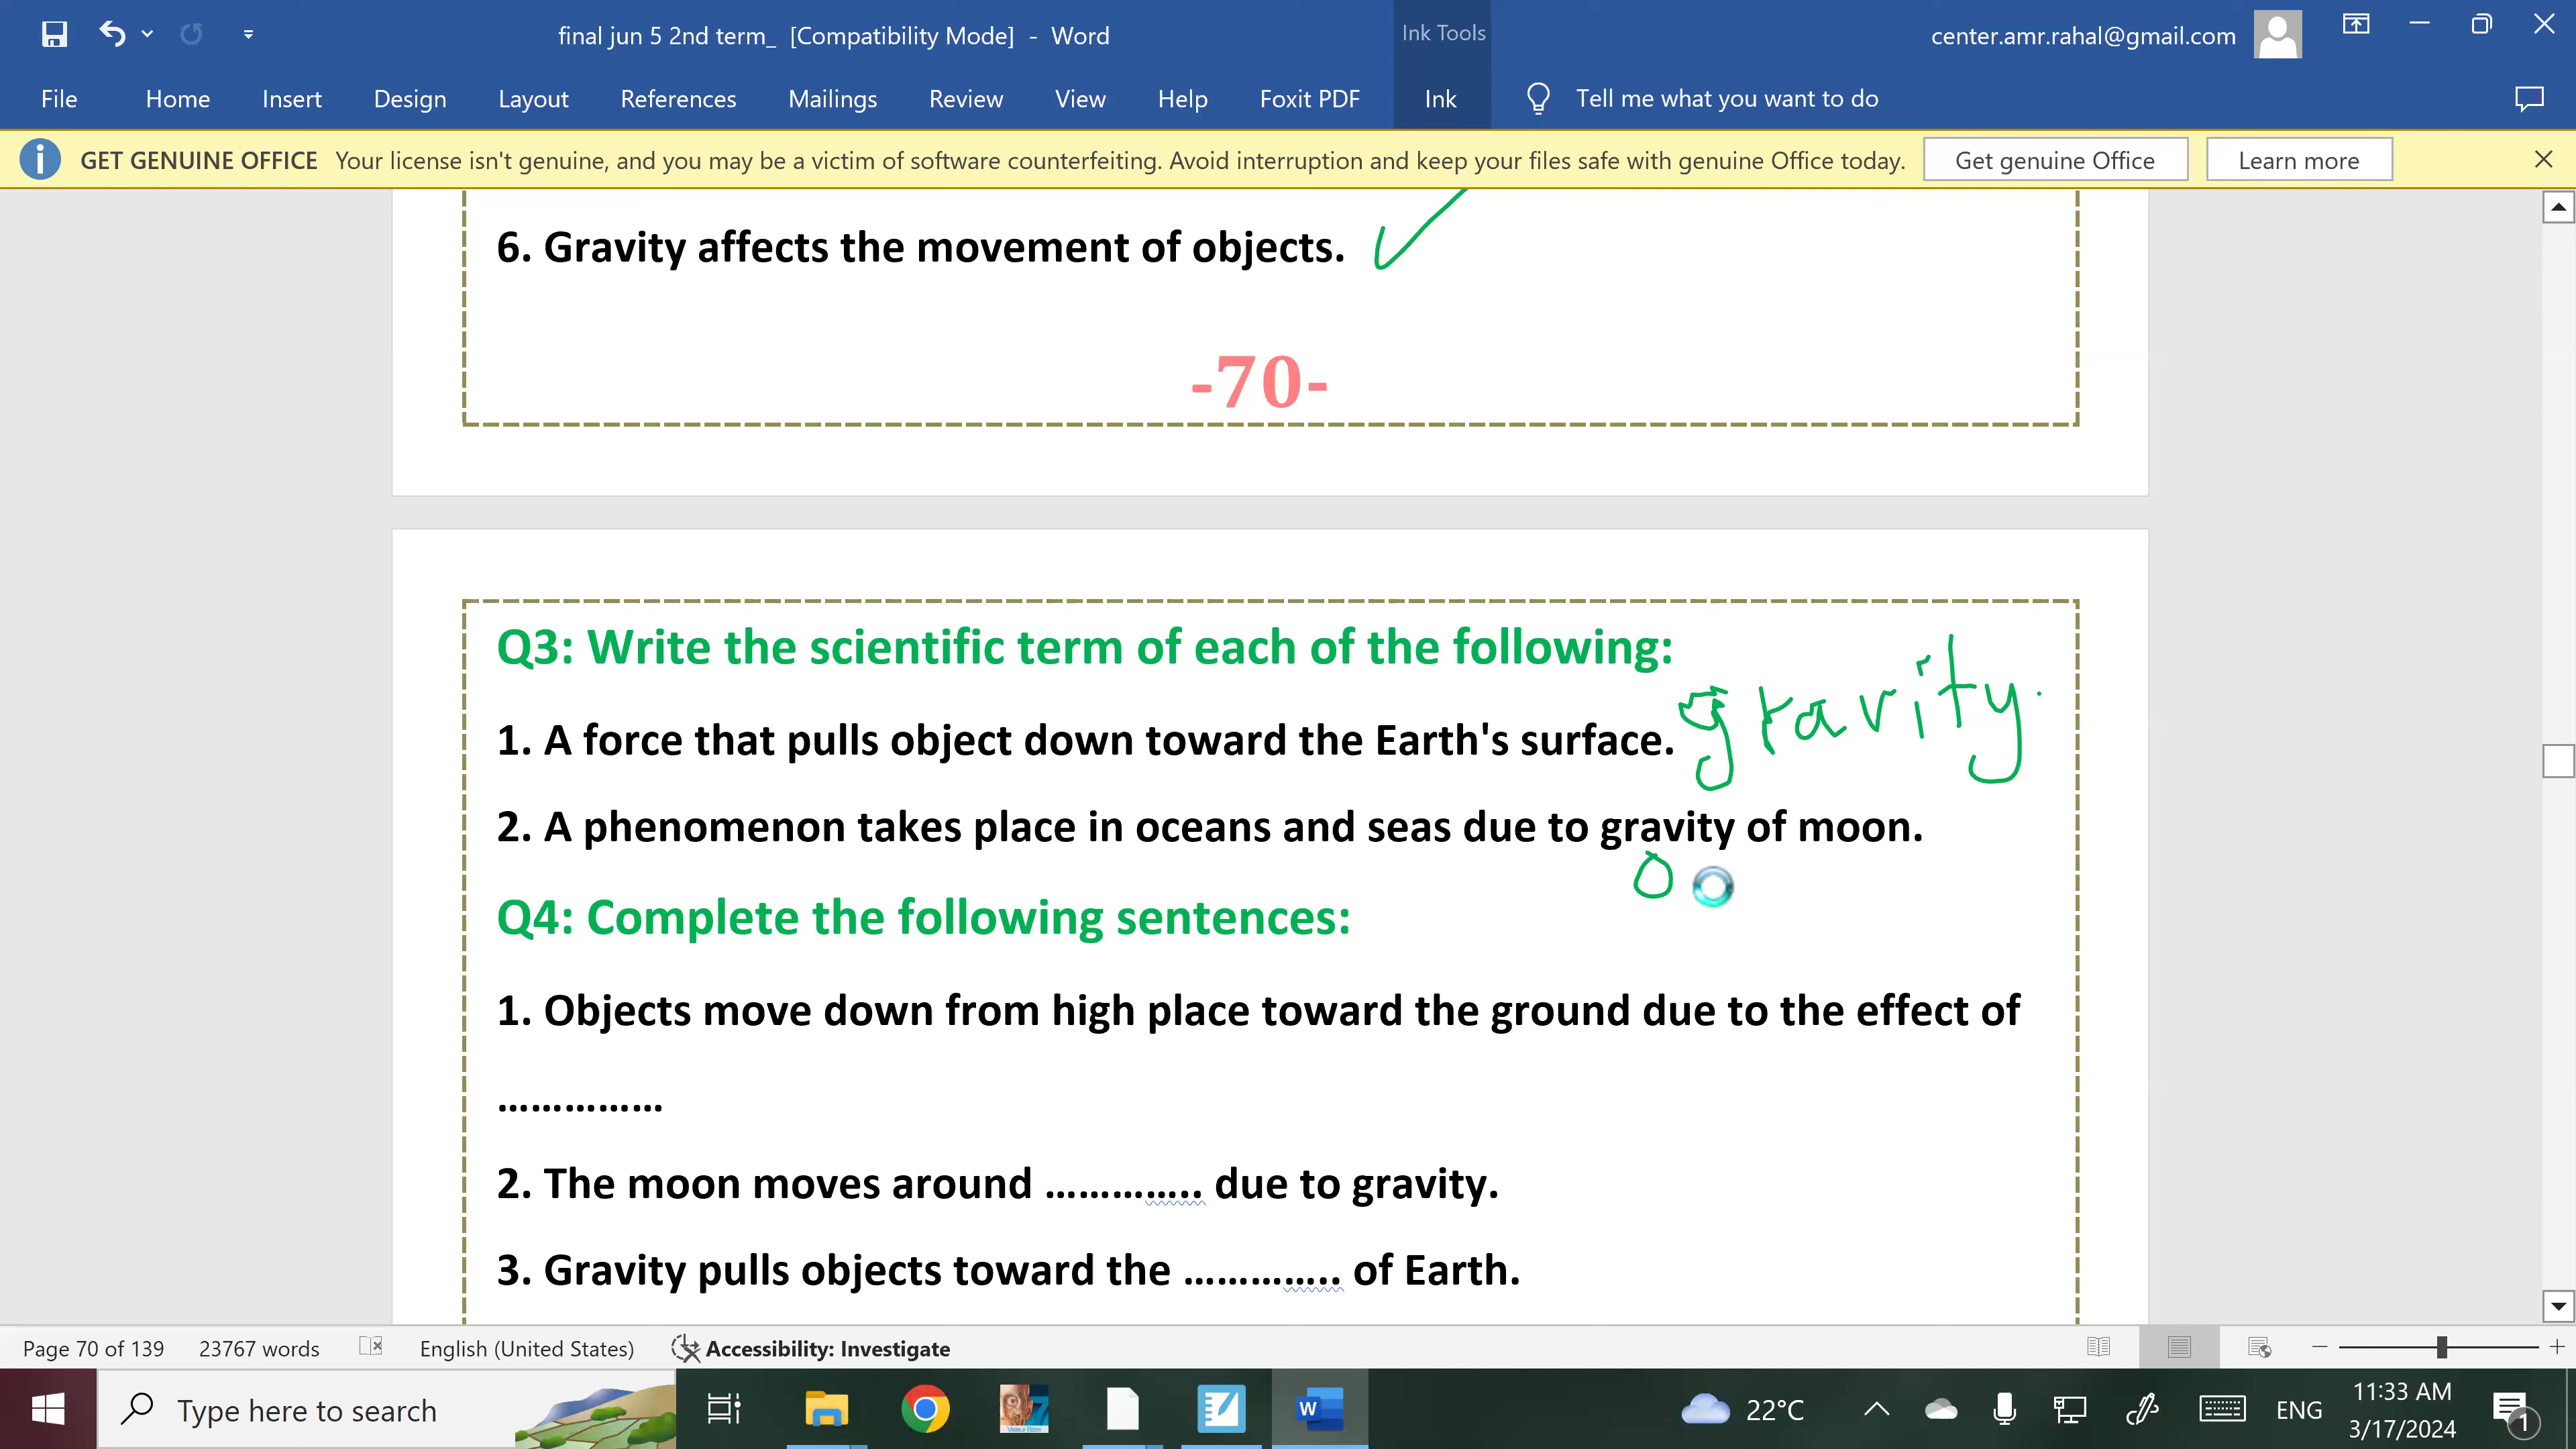 final jun 5 2nd term_ [Compatibility Mode] - Word
Ink Tools
center.amr.rahal@gmail.com
File Home Insert Design Layout References Mailings Review View Help Foxit PDF Ink Tell me what you want to do
GET GENUINE OFFICE Your license isn't genuine, and you may be a victim of software counterfeiting. Avoid interruption and keep your files safe with genuine Office today. Get genuine Office Learn more
6. Gravity affects the movement of objects.
-70-
Q3: Write the scientific term of each of the following:
gravity.
1. A force that pulls object down toward the Earth's surface.
2. A phenomenon takes place in oceans and seas due to gravity of moon.
Q4: Complete the following sentences:
1. Objects move down from high place toward the ground due to the effect of
……………
2. The moon moves around ………….. due to gravity.
3. Gravity pulls objects toward the ………….. of Earth.
Page 70 of 139 23767 words English (United States) Accessibility: Investigate
Type here to search
W
22°C
ENG
11:33 AM
3/17/2024
1